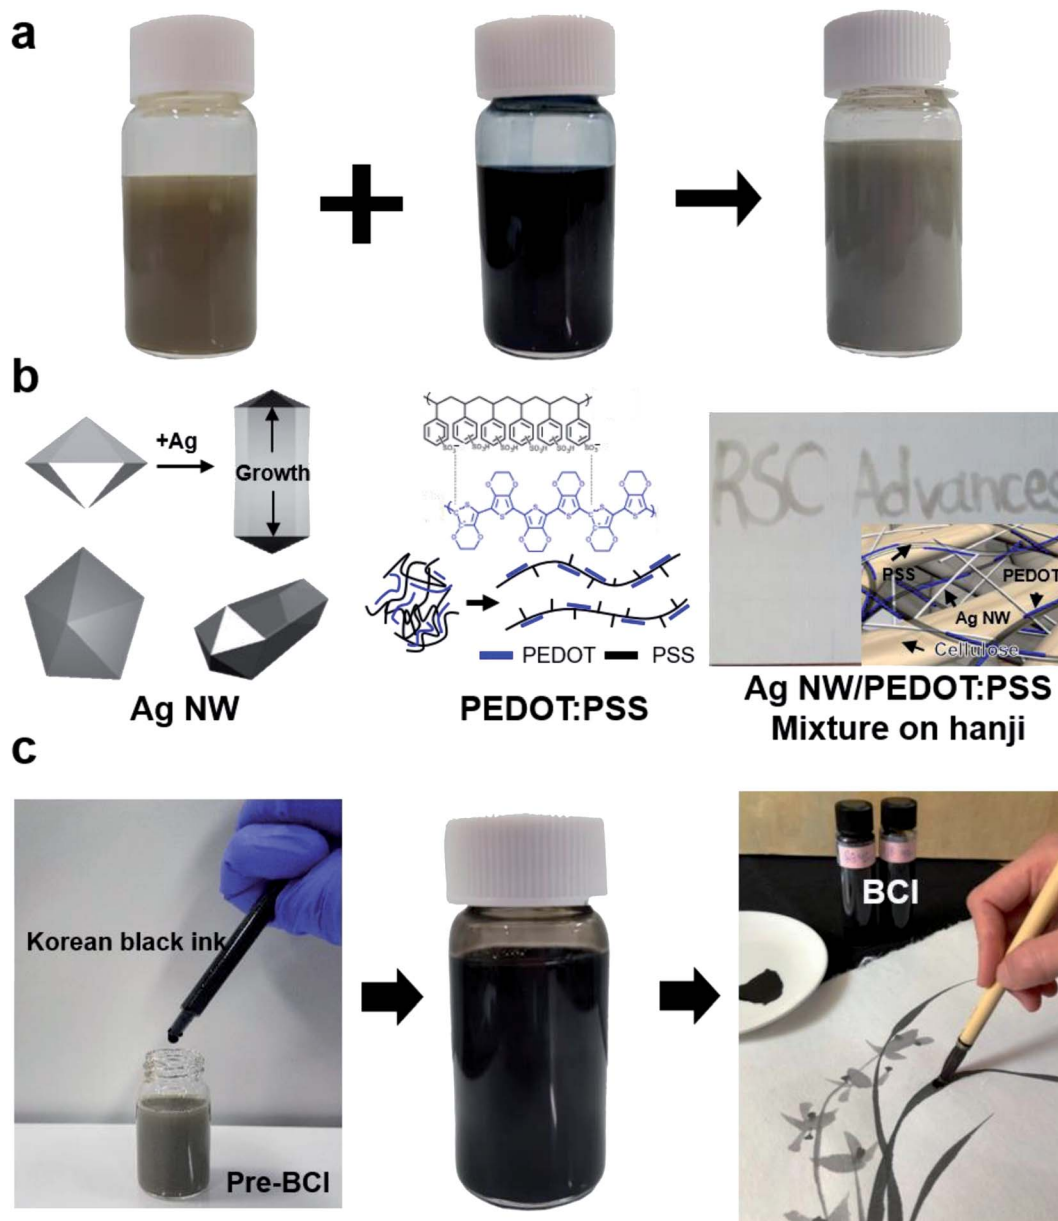 a
b
+Ag
Growth
Ag NW
PEDOT
PSS
PEDOT:PSS
RSC Advances
PSS
PEDOT
Ag NW
Cellulose
Ag NW/PEDOT:PSS
Mixture on hanji
c
Korean black ink
Pre-BCI
BCI